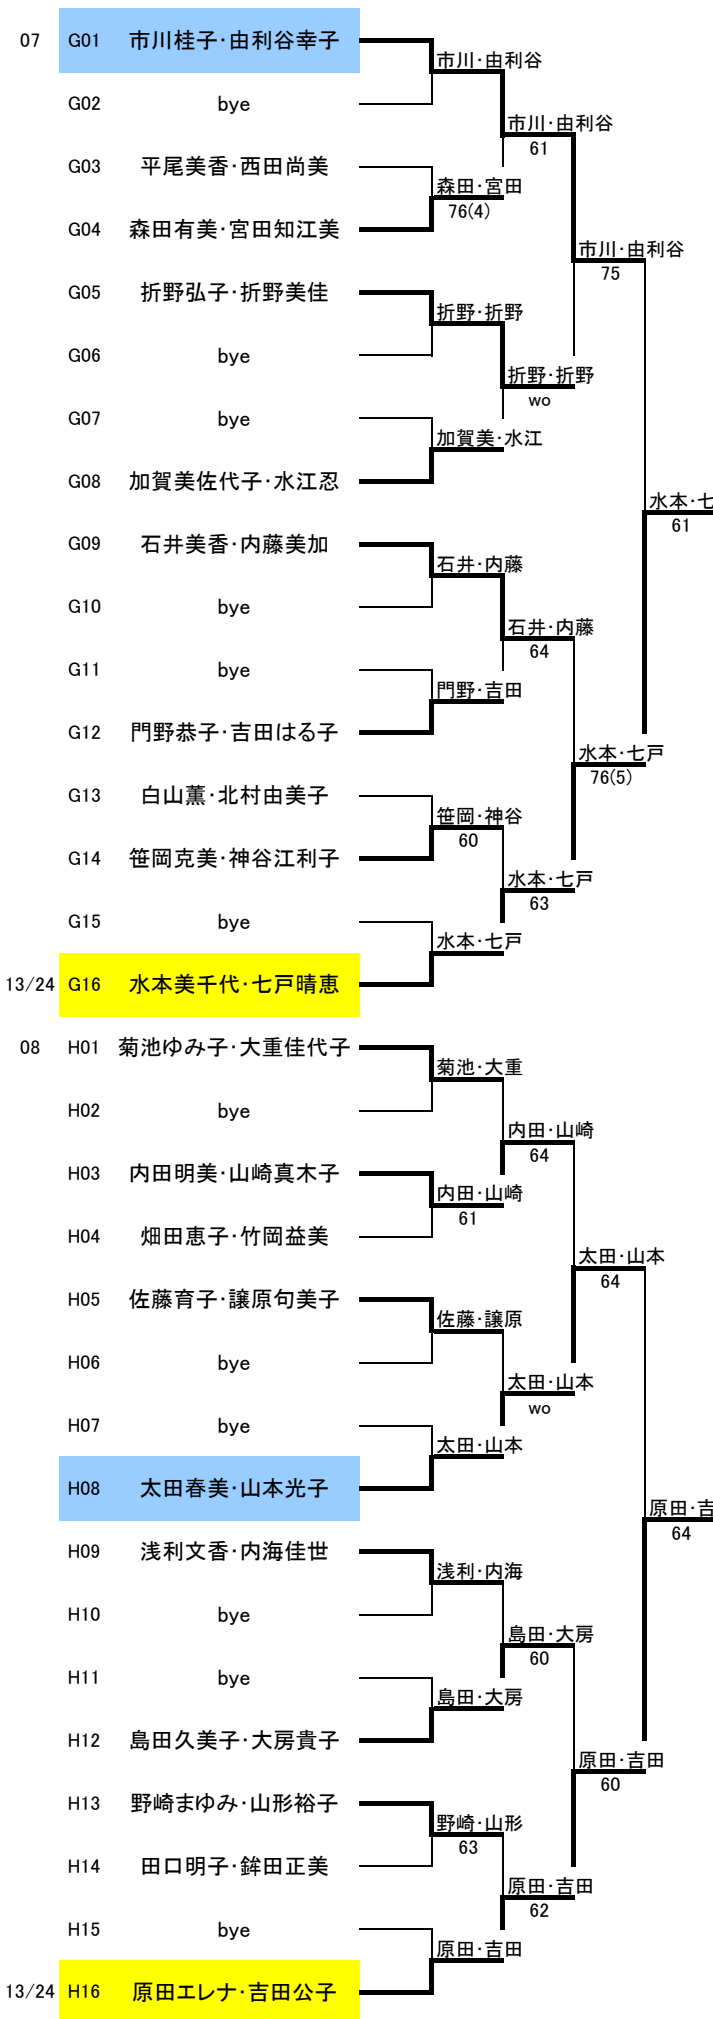 07 G01 市川桂子・由利谷幸子
市川・由利谷
G02 bye
市川・由利谷
61
G03 平尾美香・西田尚美
森田・宮田
76(4)
G04 森田有美・宮田知江美
市川・由利谷
75
G05 折野弘子・折野美佳
折野・折野
G06 bye
折野・折野
wo
G07 bye
加賀美・水江
G08 加賀美佐代子・水江忍
水本・七
61
G09 石井美香・内藤美加
石井・内藤
G10 bye
石井・内藤
64
G11 bye
門野・吉田
G12 門野恭子・吉田はる子
水本・七戸
76(5)
G13 白山薫・北村由美子
笹岡・神谷
60
G14 笹岡克美・神谷江利子
水本・七戸
63
G15 bye
水本・七戸
13/24 G16 水本美千代・七戸晴恵
08 H01 菊池ゆみ子・大重佳代子
菊池・大重
H02 bye
内田・山崎
64
H03 内田明美・山崎真木子
内田・山崎
61
H04 畑田恵子・竹岡益美
太田・山本
64
H05 佐藤育子・譲原句美子
佐藤・譲原
H06 bye
太田・山本
wo
H07 bye
太田・山本
H08 太田春美・山本光子
原田・吉
64
H09 浅利文香・内海佳世
浅利・内海
H10 bye
島田・大房
60
H11 bye
島田・大房
H12 島田久美子・大房貴子
原田・吉田
60
H13 野崎まゆみ・山形裕子
野崎・山形
63
H14 田口明子・鉾田正美
原田・吉田
62
H15 bye
原田・吉田
13/24 H16 原田エレナ・吉田公子